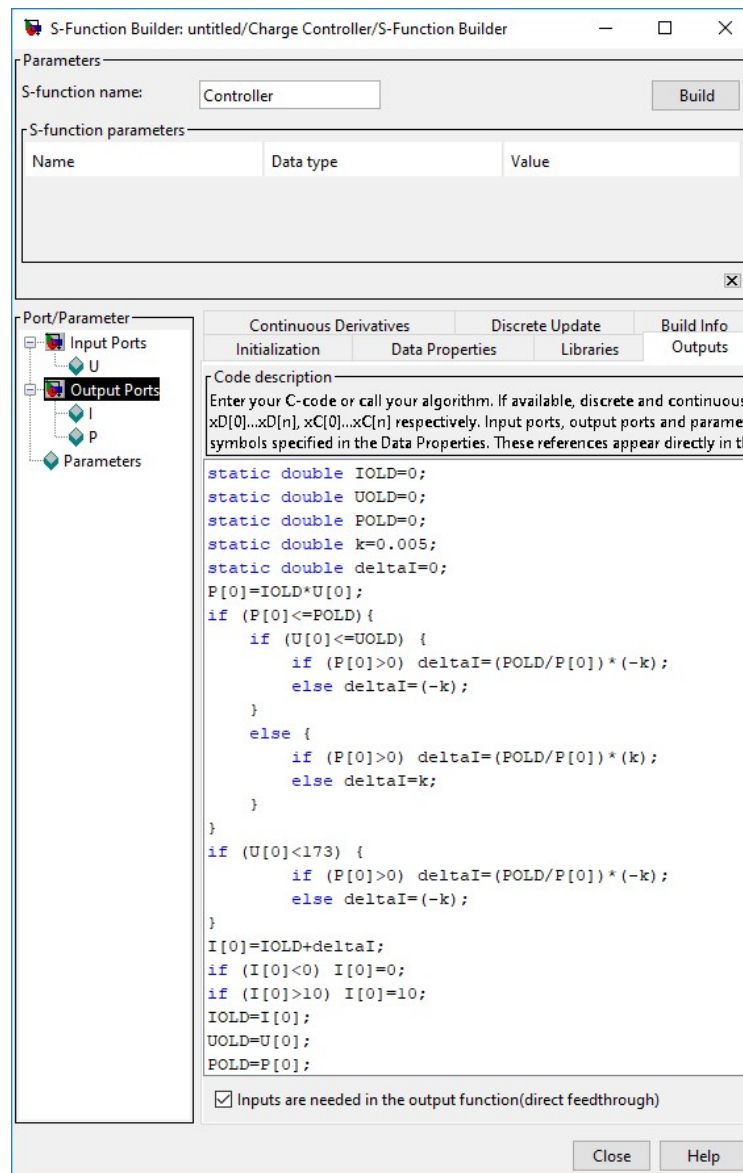 S-Function Builder: untitled/Charge Controller/S-Function Builder
Parameters
S-function name: Controller Build
S-function parameters
Name Data type Value
Port/Parameter
Input Ports
U
Output Ports
I
P
Parameters
Continuous Derivatives Discrete Update Build Info
Initialization Data Properties Libraries Outputs
Code description
Enter your C-code or call your algorithm. If available, discrete and continuous
xD[0]...xD[n], xC[0]...xC[n] respectively. Input ports, output ports and parame
symbols specified in the Data Properties. These references appear directly in th
static double IOLD=0;
static double UOLD=0;
static double POLD=0;
static double k=0.005;
static double deltaI=0;
P[0]=IOLD*U[0];
if (P[0]<=POLD){
    if (U[0]<=UOLD) {
        if (P[0]>0) deltaI=(POLD/P[0])*(-k);
        else deltaI=(-k);
    }
    else {
        if (P[0]>0) deltaI=(POLD/P[0])*(k);
        else deltaI=k;
    }
}
if (U[0]<173) {
        if (P[0]>0) deltaI=(POLD/P[0])*(-k);
        else deltaI=(-k);
}
I[0]=IOLD+deltaI;
if (I[0]<0) I[0]=0;
if (I[0]>10) I[0]=10;
IOLD=I[0];
UOLD=U[0];
POLD=P[0];
Inputs are needed in the output function(direct feedthrough)
Close Help